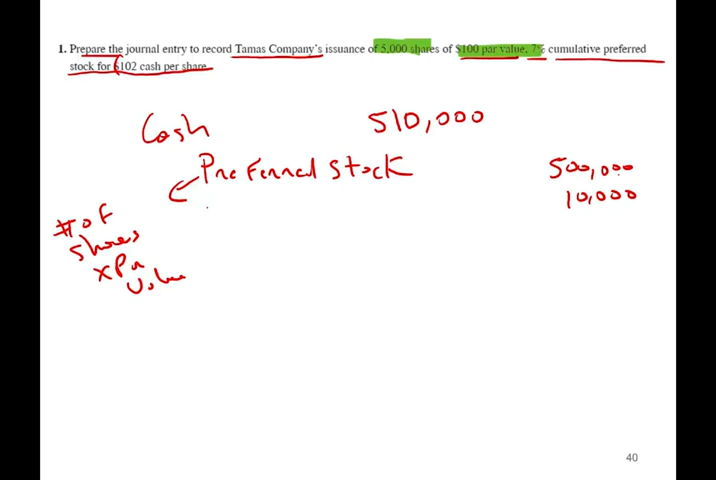 1. Prepare the journal entry to record Tamas Company's issuance of 5,000 shares of $100 par value, 7% cumulative preferred
stock for $102 cash per share.
Cash 510,000
Preferred Stock 500,000
10,000
# of
shares
x Par
Value
40